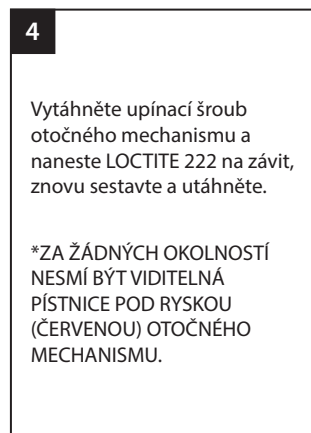 4
Vytáhněte upínací šroub
otočného mechanismu a
naneste LOCTITE 222 na závit,
znovu sestavte a utáhněte.
*ZA ŽÁDNÝCH OKOLNOSTÍ
NESMÍ BÝT VIDITELNÁ
PÍSTNICE POD RYSKOU
(ČERVENOU) OTOČNÉHO
MECHANISMU.